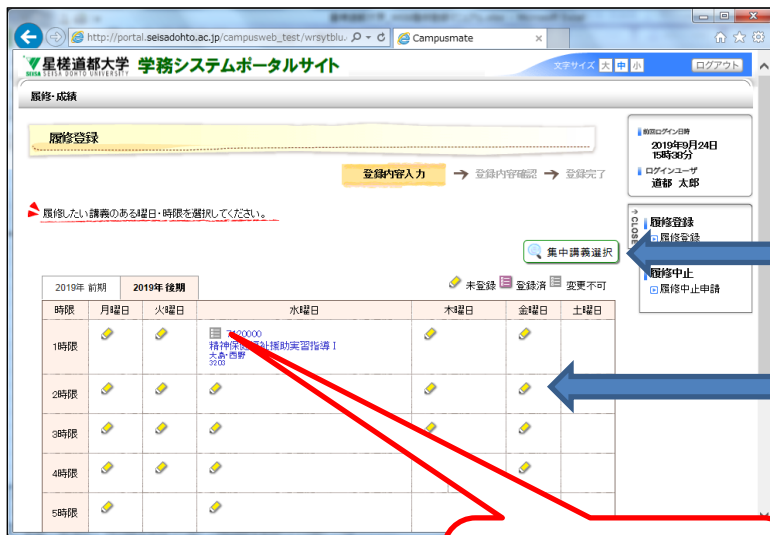 http://portal.seisadohto.ac.jp/campusweb_test/wrsytblu.
Campusmate
星槎道都大学 学務システムポータルサイト
SEISA DOHTO UNIVERSITY
文字サイズ 大 中 小
ログアウト
履修・成績
履修登録
登録内容入力 → 登録内容確認 → 登録完了
前回ログイン日時
2019年9月24日
15時38分
ログインユーザ
道都 太郎
履修したい講義のある曜日・時限を選択してください。
CLOSE
履修登録
履修登録
集中講義選択
履修中止
履修中止申請
2019年 前期 2019年 後期
未登録 登録済 変更不可
時限 月曜日 火曜日 水曜日 木曜日 金曜日 土曜日
1時限
精神保健福祉援助実習指導Ⅰ
大島・西野
3203
2時限
3時限
4時限
5時限